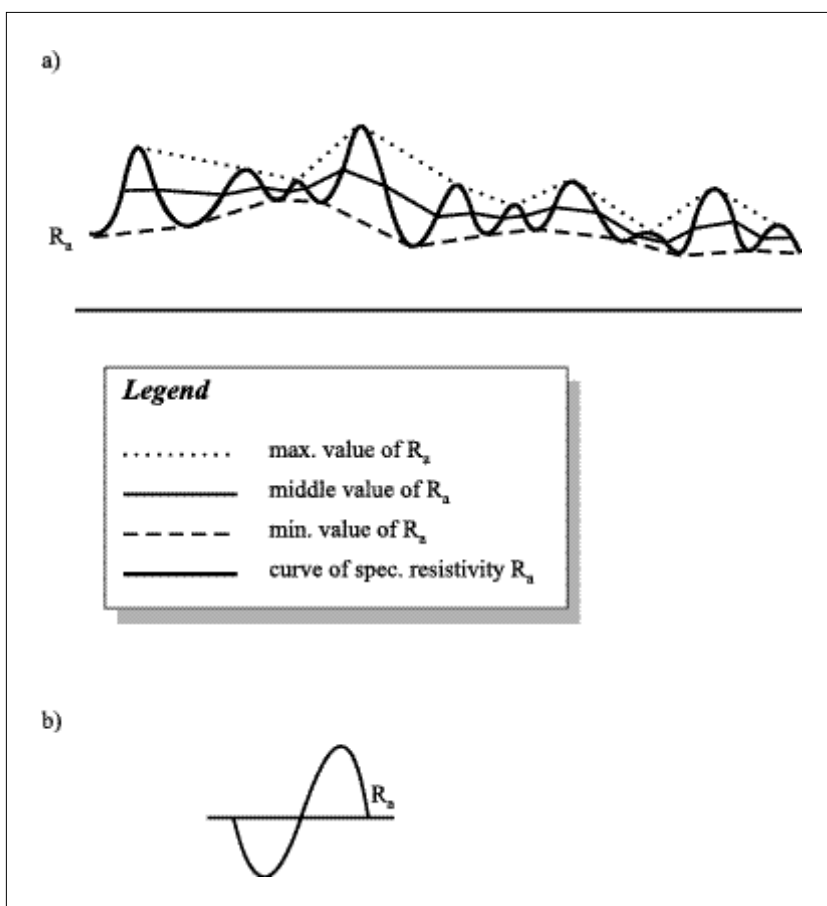 a)
Rₐ
Legend
max. value of Rₐ
middle value of Rₐ
min. value of Rₐ
curve of spec. resistivity Rₐ
b)
Rₐ